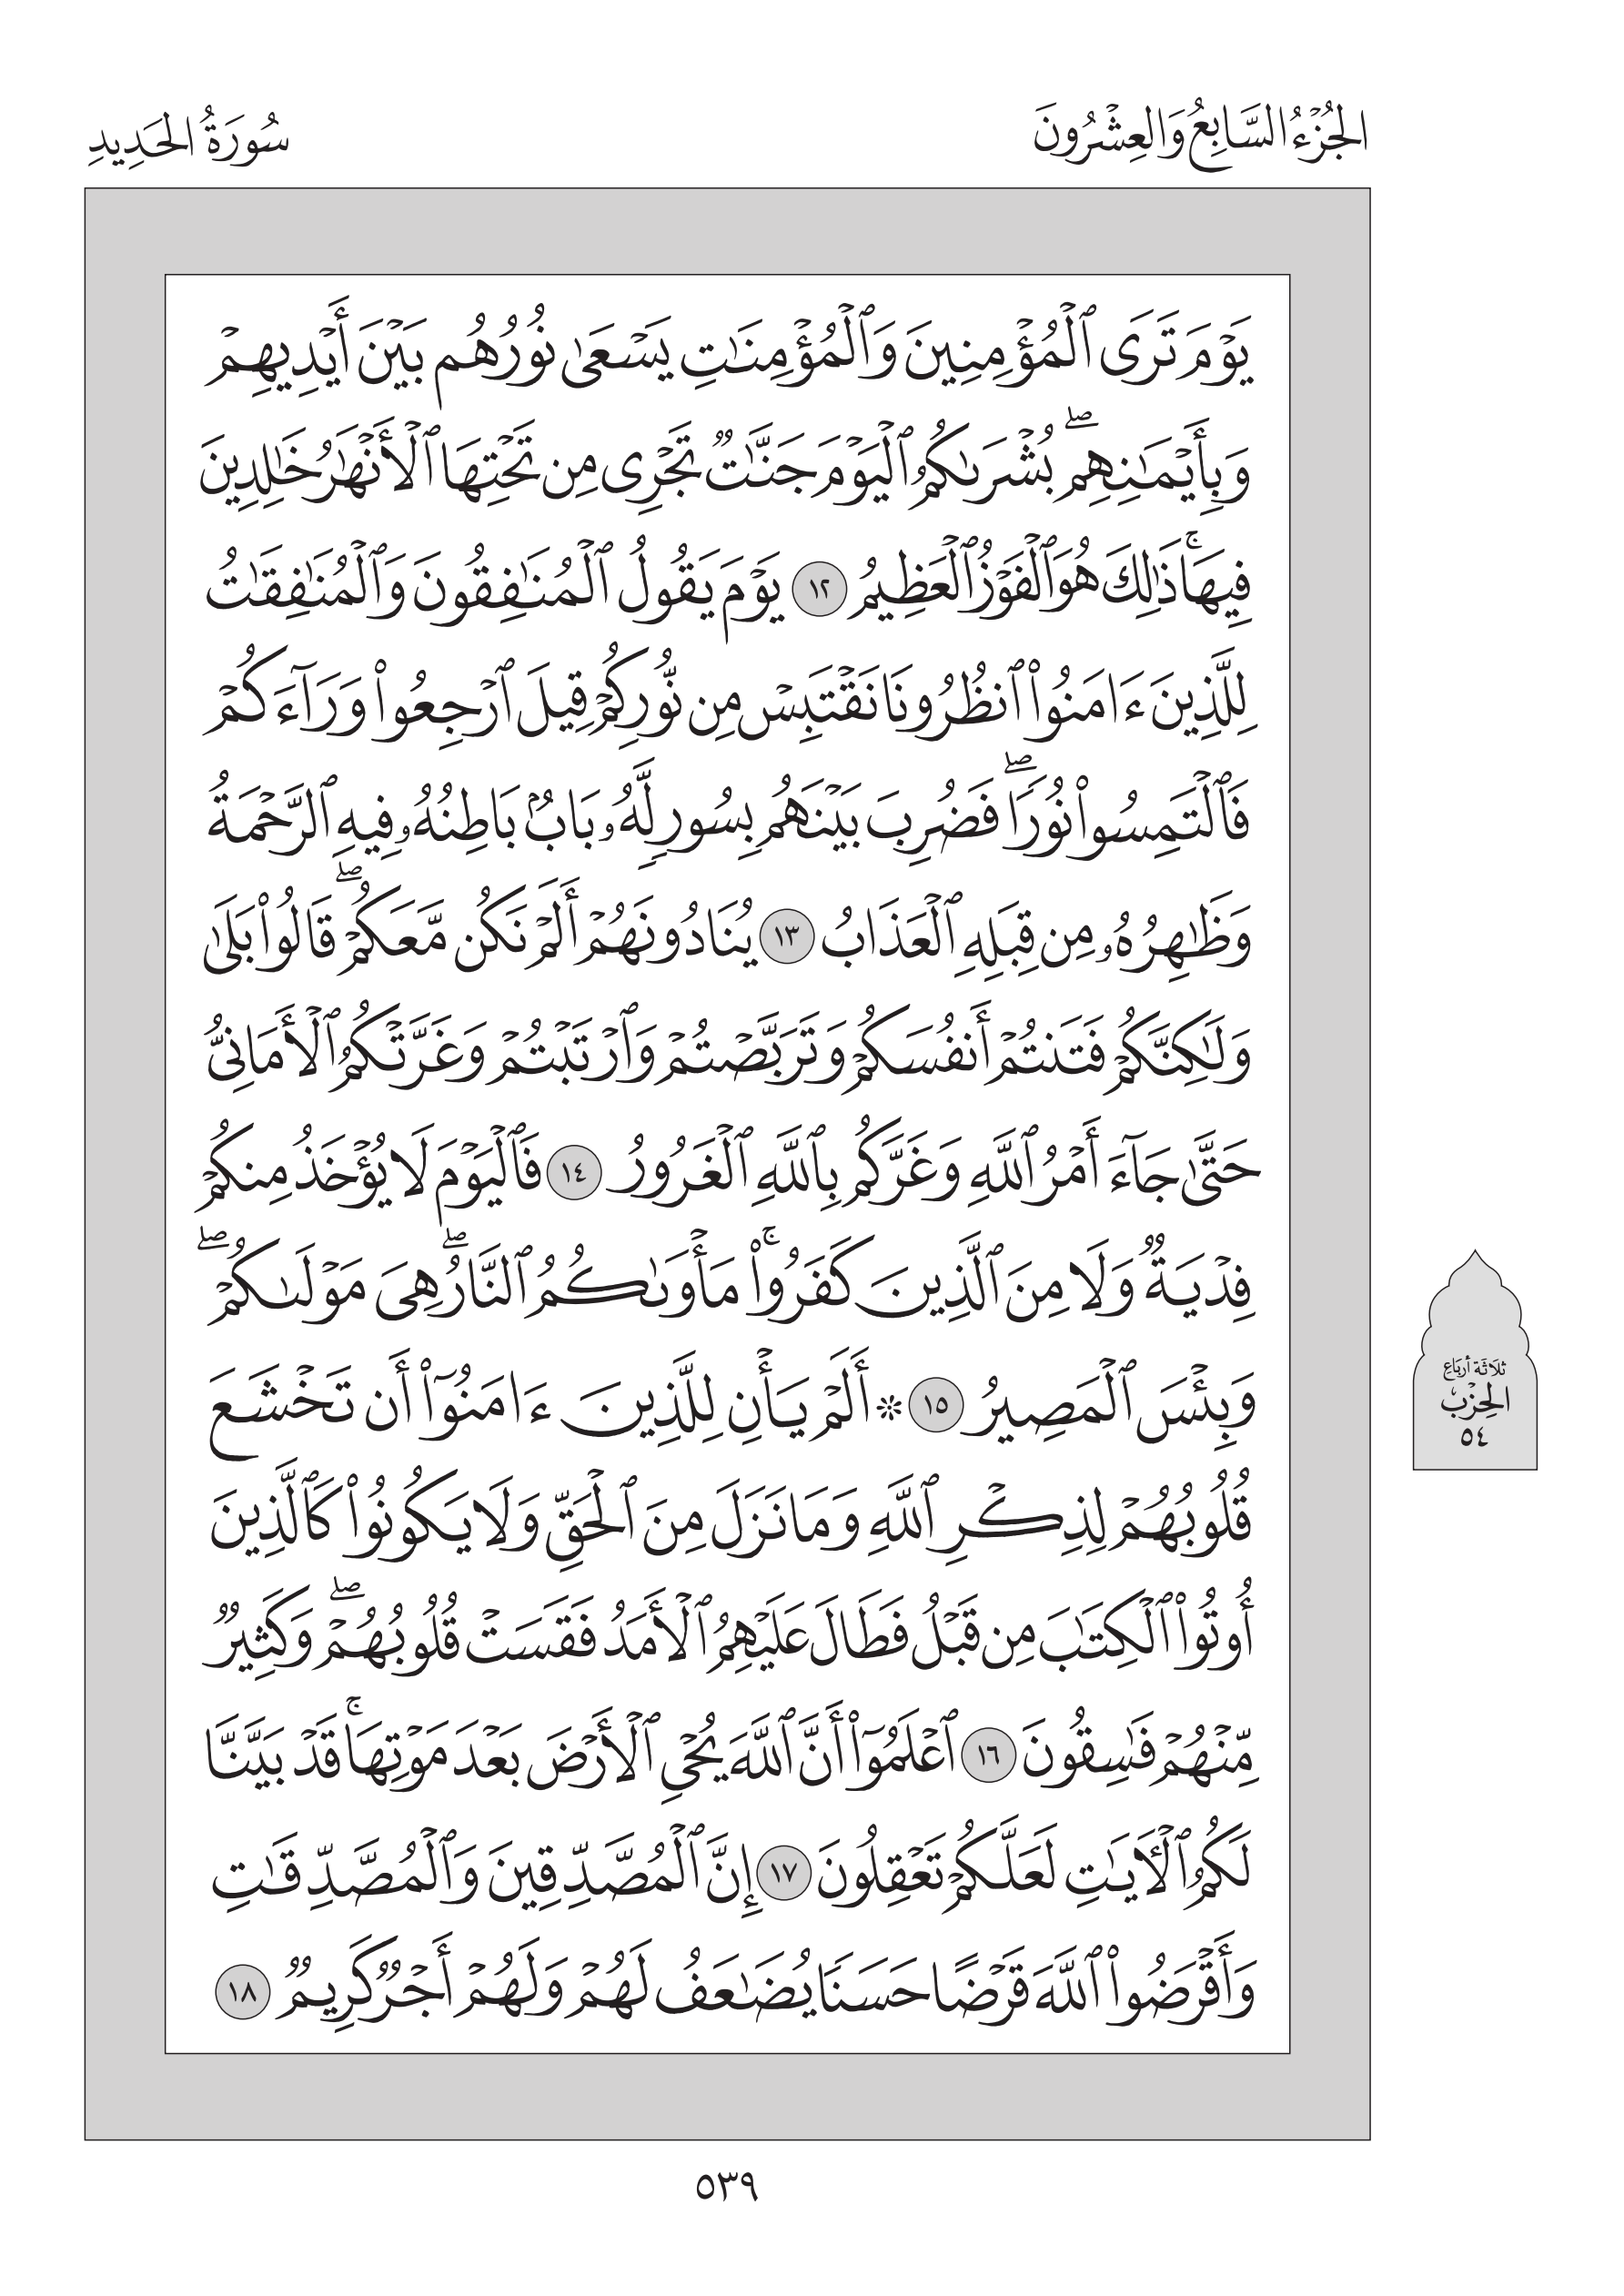 الجُزْءُ السَّابِعُ وَالعِشْرُونَ
سُورَةُ الحَدِيدِ
يَوْمَ تَرَى ٱلْمُؤْمِنِينَ وَٱلْمُؤْمِنَٰتِ يَسْعَىٰ نُورُهُم بَيْنَ أَيْدِيهِمْ
وَبِأَيْمَٰنِهِمۖ بُشْرَىٰكُمُ ٱلْيَوْمَ جَنَّٰتٌ تَجْرِى مِن تَحْتِهَا ٱلْأَنْهَٰرُ خَٰلِدِينَ
فِيهَاۚ ذَٰلِكَ هُوَ ٱلْفَوْزُ ٱلْعَظِيمُ ١٢ يَوْمَ يَقُولُ ٱلْمُنَٰفِقُونَ وَٱلْمُنَٰفِقَٰتُ
لِلَّذِينَ ءَامَنُوا۟ ٱنظُرُونَا نَقْتَبِسْ مِن نُّورِكُمْ قِيلَ ٱرْجِعُوا۟ وَرَآءَكُمْ
فَٱلْتَمِسُوا۟ نُورًاۖ فَضُرِبَ بَيْنَهُم بِسُورٍ لَّهُۥ بَابٌۢ بَاطِنُهُۥ فِيهِ ٱلرَّحْمَةُ
وَظَٰهِرُهُۥ مِن قِبَلِهِ ٱلْعَذَابُ ١٣ يُنَادُونَهُمْ أَلَمْ نَكُن مَّعَكُمْۖ قَالُوا۟ بَلَىٰ
وَلَٰكِنَّكُمْ فَتَنتُمْ أَنفُسَكُمْ وَتَرَبَّصْتُمْ وَٱرْتَبْتُمْ وَغَرَّتْكُمُ ٱلْأَمَانِىُّ
حَتَّىٰ جَآءَ أَمْرُ ٱللَّهِ وَغَرَّكُم بِٱللَّهِ ٱلْغَرُورُ ١٤ فَٱلْيَوْمَ لَا يُؤْخَذُ مِنكُمْ
فِدْيَةٌ وَلَا مِنَ ٱلَّذِينَ كَفَرُوا۟ۚ مَأْوَىٰكُمُ ٱلنَّارُۖ هِىَ مَوْلَىٰكُمْۖ
وَبِئْسَ ٱلْمَصِيرُ ١٥ ۞ أَلَمْ يَأْنِ لِلَّذِينَ ءَامَنُوٓا۟ أَن تَخْشَعَ
ثلاثة أرباع
الحِزْب
٥٤
قُلُوبُهُمْ لِذِكْرِ ٱللَّهِ وَمَا نَزَلَ مِنَ ٱلْحَقِّ وَلَا يَكُونُوا۟ كَٱلَّذِينَ
أُوتُوا۟ ٱلْكِتَٰبَ مِن قَبْلُ فَطَالَ عَلَيْهِمُ ٱلْأَمَدُ فَقَسَتْ قُلُوبُهُمْۖ وَكَثِيرٌ
مِّنْهُمْ فَٰسِقُونَ ١٦ ٱعْلَمُوٓا۟ أَنَّ ٱللَّهَ يُحْىِ ٱلْأَرْضَ بَعْدَ مَوْتِهَاۚ قَدْ بَيَّنَّا
لَكُمُ ٱلْءَايَٰتِ لَعَلَّكُمْ تَعْقِلُونَ ١٧ إِنَّ ٱلْمُصَّدِّقِينَ وَٱلْمُصَّدِّقَٰتِ
وَأَقْرَضُوا۟ ٱللَّهَ قَرْضًا حَسَنًا يُضَٰعَفُ لَهُمْ وَلَهُمْ أَجْرٌ كَرِيمٌ ١٨
٥٣٩